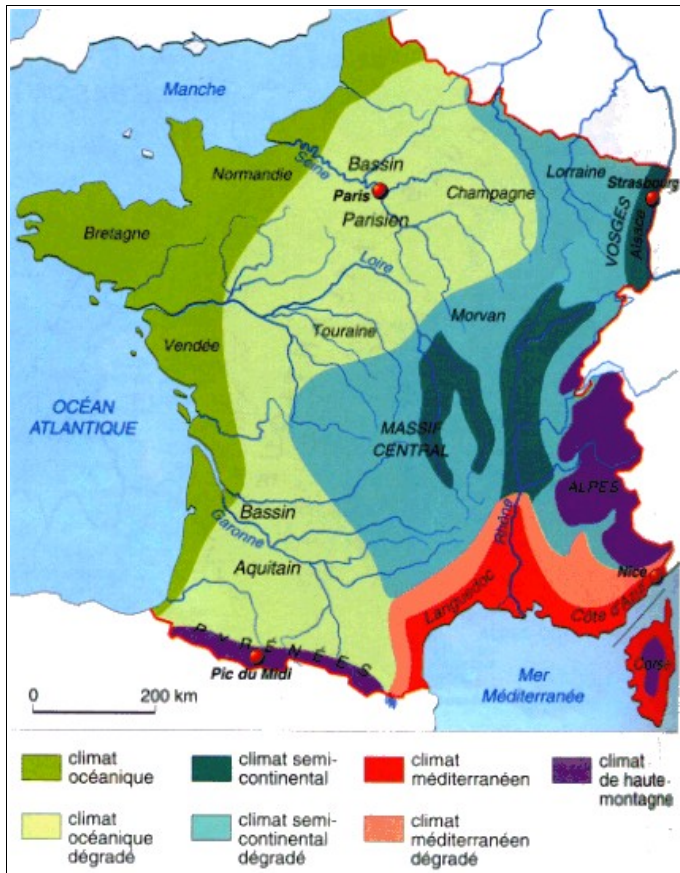 Manche
Normandie
Seine
Bassin
Paris
Parisien
Champagne
Lorraine
Strasbourg
VOSGES
Alsace
Bretagne
Loire
Morvan
Touraine
Vendée
OCÉAN
ATLANTIQUE
MASSIF
CENTRAL
ALPES
Bassin
Garonne
Aquitain
Rhône
Languedoc
Nice
Côte d'Azur
PYRÉNÉES
Pic du Midi
Corse
Mer
Méditerranée
0 200 km
climat
océanique
climat semi-
continental
climat
méditerranéen
climat
de haute
montagne
climat
océanique
dégradé
climat semi-
continental
dégradé
climat
méditerranéen
dégradé